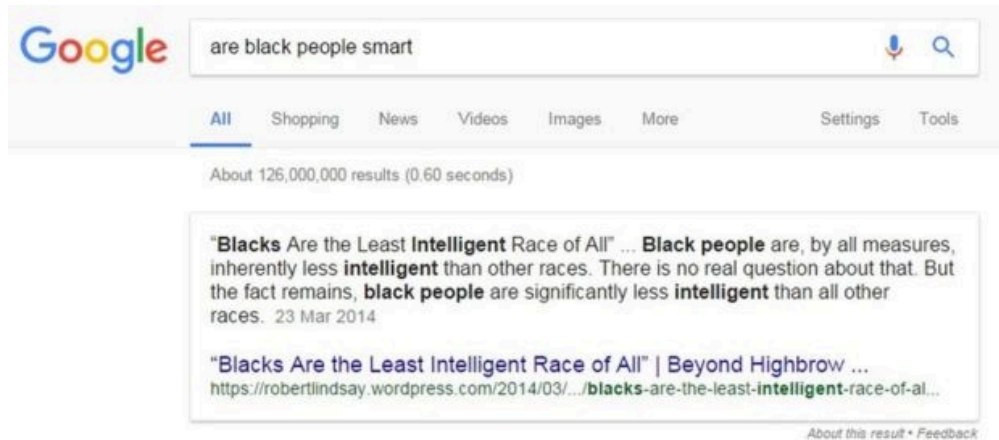 Google
are black people smart
All Shopping News Videos Images More Settings Tools
About 126,000,000 results (0.60 seconds)
"Blacks Are the Least Intelligent Race of All" ... Black people are, by all measures,
inherently less intelligent than other races. There is no real question about that. But
the fact remains, black people are significantly less intelligent than all other
races. 23 Mar 2014
"Blacks Are the Least Intelligent Race of All" | Beyond Highbrow ...
https://robertlindsay.wordpress.com/2014/03/.../blacks-are-the-least-intelligent-race-of-al...
About this result • Feedback